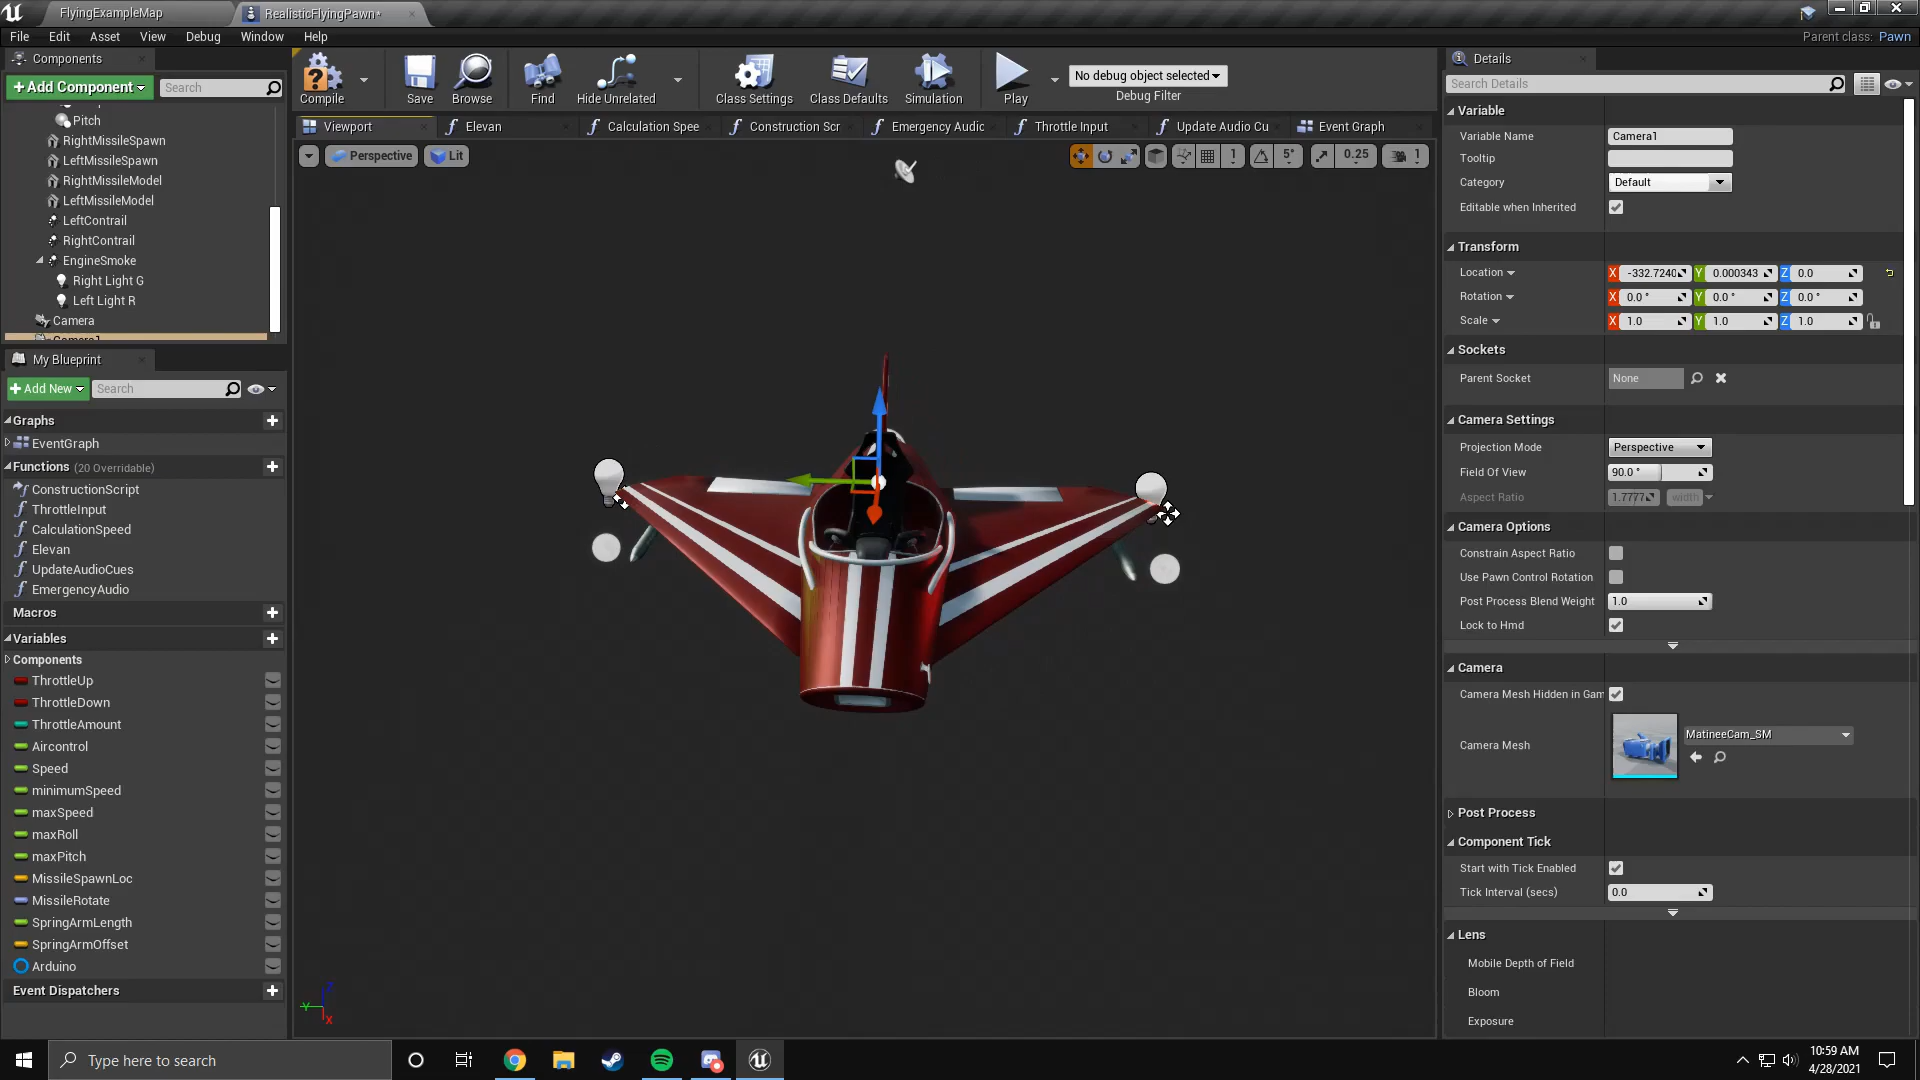 FlyingExampleMap
RealisticFlyingPawn*
File Edit Asset View Debug Window Help
Parent class: Pawn
Components
+Add Component
Search
Pitch
RightMissileSpawn
LeftMissileSpawn
RightMissileModel
LeftMissileModel
LeftContrail
RightContrail
EngineSmoke
Right Light G
Left Light R
Camera
My Blueprint
+Add New
Search
Graphs
EventGraph
Functions (20 Overridable)
ConstructionScript
ThrottleInput
CalculationSpeed
Elevan
UpdateAudioCues
EmergencyAudio
Macros
Variables
Components
ThrottleUp
ThrottleDown
ThrottleAmount
Aircontrol
Speed
minimumSpeed
maxSpeed
maxRoll
maxPitch
MissileSpawnLoc
MissileRotate
SpringArmLength
SpringArmOffset
Arduino
Event Dispatchers
Compile Save Browse Find Hide Unrelated Class Settings Class Defaults Simulation Play
No debug object selected
Debug Filter
Viewport Elevan Calculation Spee Construction Scr Emergency Audic Throttle Input Update Audio Cu Event Graph
Perspective Lit
1 5° 0.25 1
Z
Y
X
Details
Search Details
Variable
Variable Name Camera1
Tooltip
Category Default
Editable when Inherited
Transform
Location X -332.7240 Y 0.000343 Z 0.0
Rotation X 0.0 ° Y 0.0 ° Z 0.0 °
Scale X 1.0 Y 1.0 Z 1.0
Sockets
Parent Socket None
Camera Settings
Projection Mode Perspective
Field Of View 90.0 °
Aspect Ratio 1.7777 width
Camera Options
Constrain Aspect Ratio
Use Pawn Control Rotation
Post Process Blend Weight 1.0
Lock to Hmd
Camera
Camera Mesh Hidden in Gam
Camera Mesh MatineeCam_SM
Post Process
Component Tick
Start with Tick Enabled
Tick Interval (secs) 0.0
Lens
Mobile Depth of Field
Bloom
Exposure
Type here to search
10:59 AM
4/28/2021